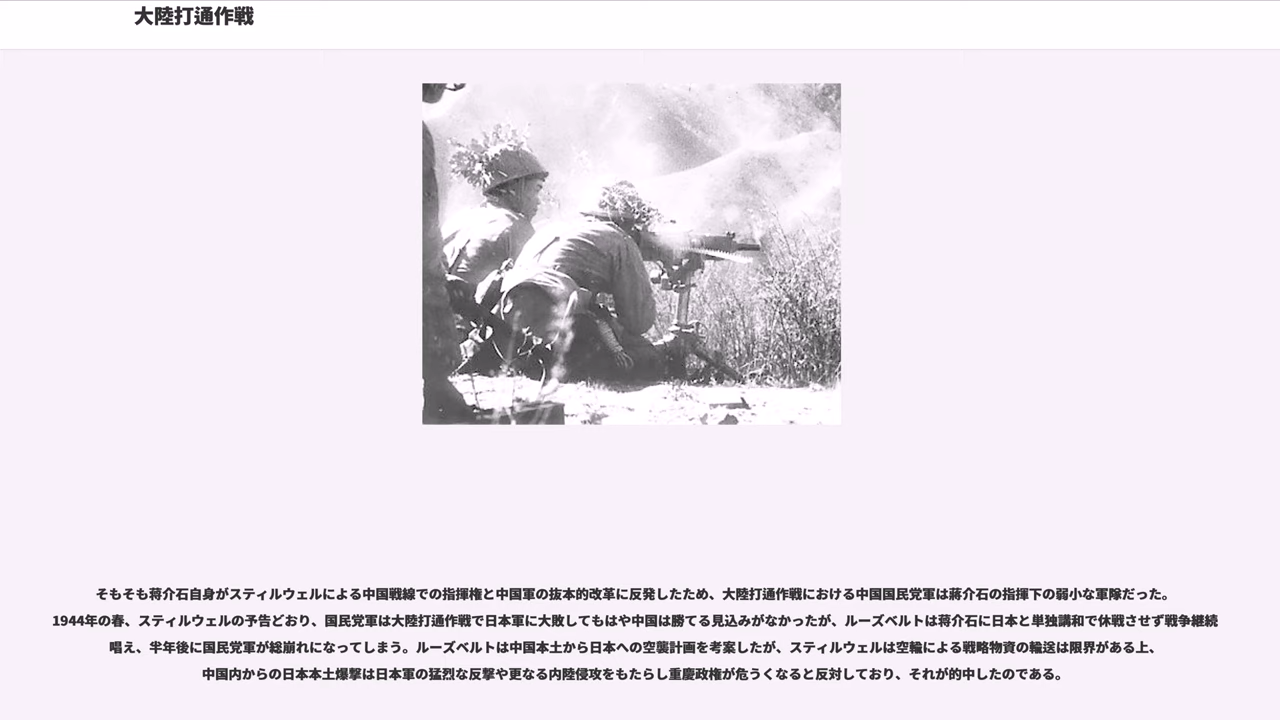 大陸打通作戦
そもそも蒋介石自身がスティルウェルによる中国戦線での指揮権と中国軍の抜本的改革に反発したため、大陸打通作戦における中国国民党軍は蔣介石の指揮下の弱小な軍隊だった。
1944年の春、スティルウェルの予告どおり、国民党軍は大陸打通作戦で日本軍に大敗してもはや中国は勝てる見込みがなかったが、ルーズベルトは蒋介石に日本と単独講和で休戦させず戦争継続
唱え、半年後に国民党軍が総崩れになってしまう。ルーズベルトは中国本土から日本への空襲計画を考案したが、スティルウェルは空輸による戦略物資の輸送は限界がある上、
中国内からの日本本土爆撃は日本軍の猛烈な反撃や更なる内陸侵攻をもたらし重慶政権が危うくなると反対しており、それが的中したのである。